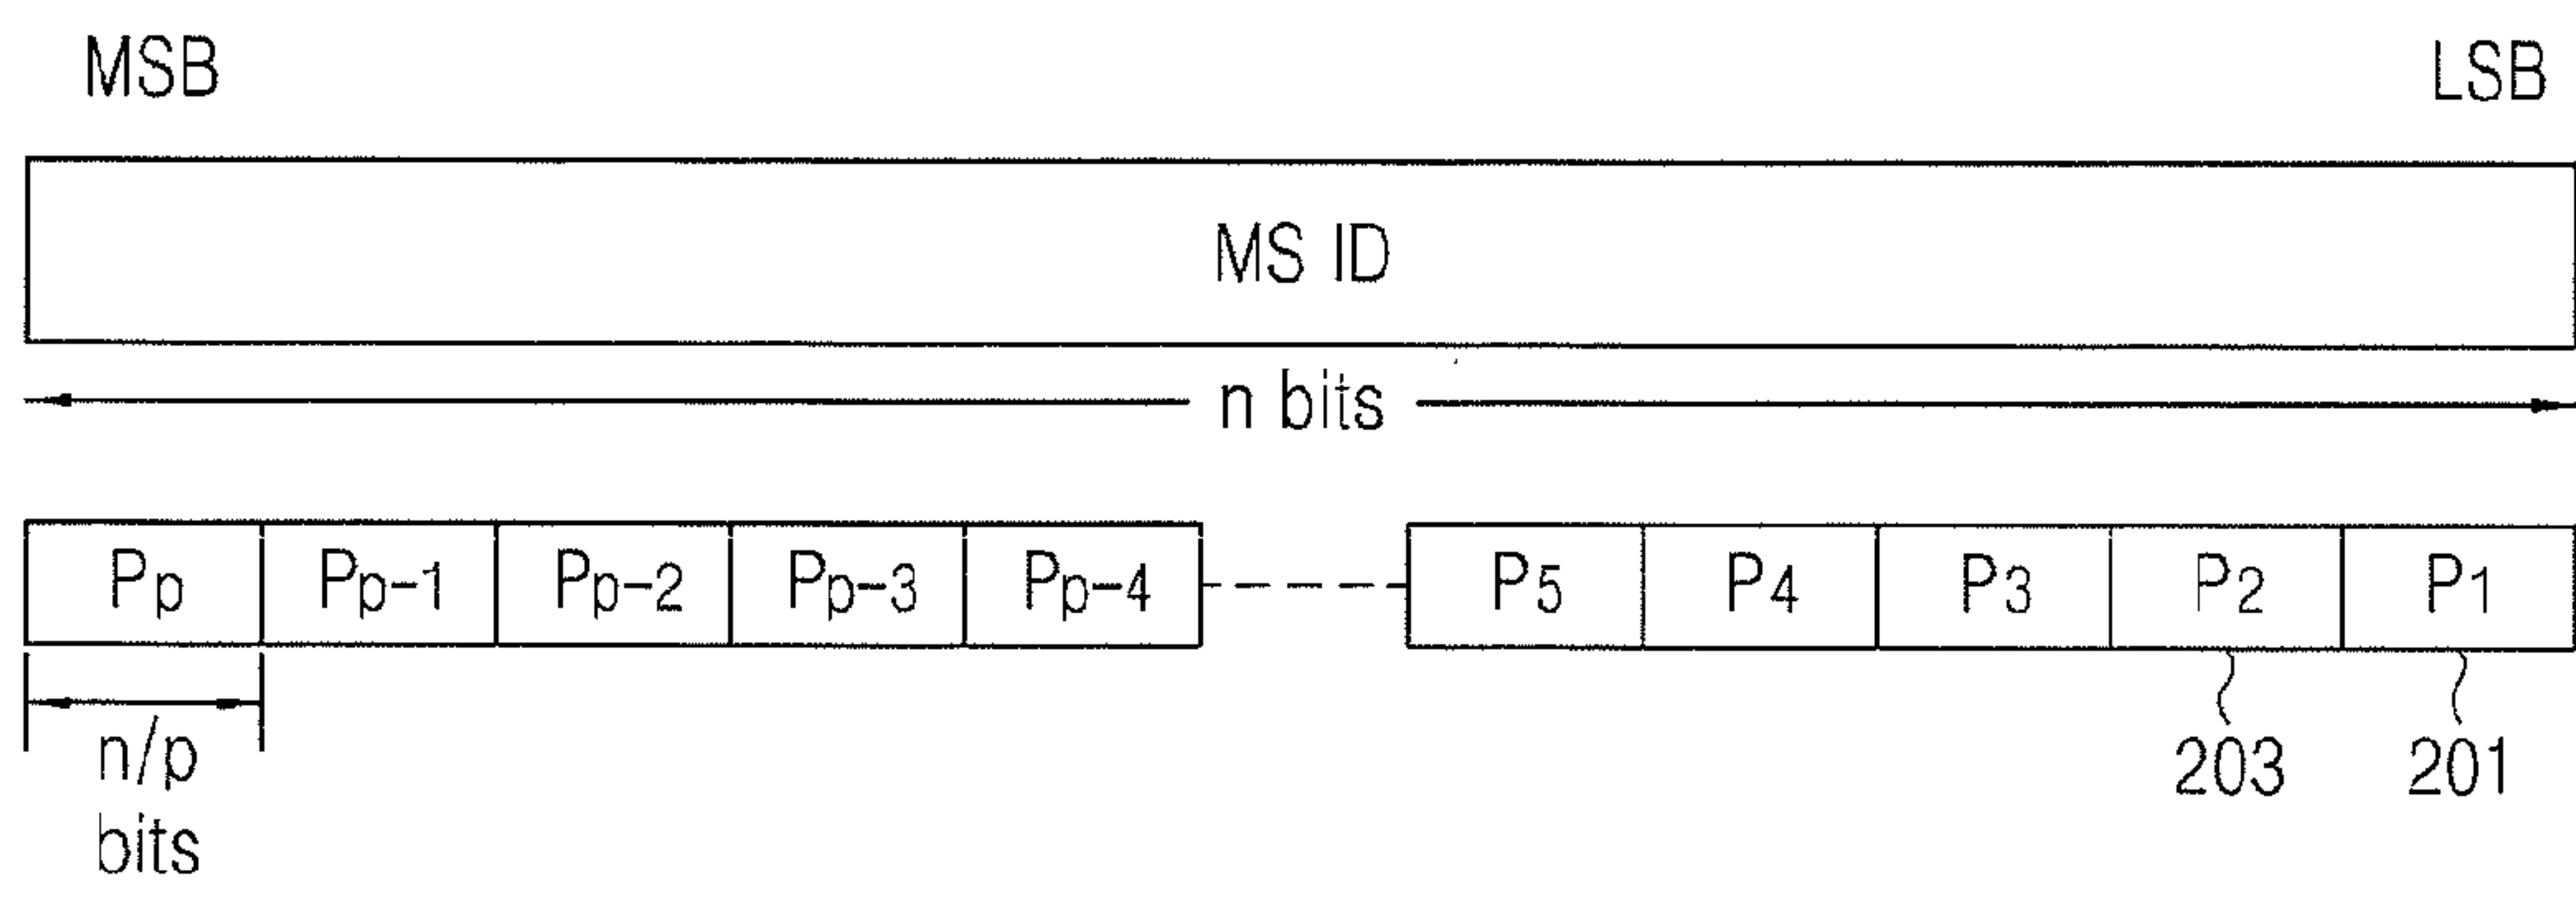 MSB LSB
MS ID
n bits
Pp Pp-1 Pp-2 Pp-3 Pp-4 P5 P4 P3 P2 P1
n/p
bits
203 201